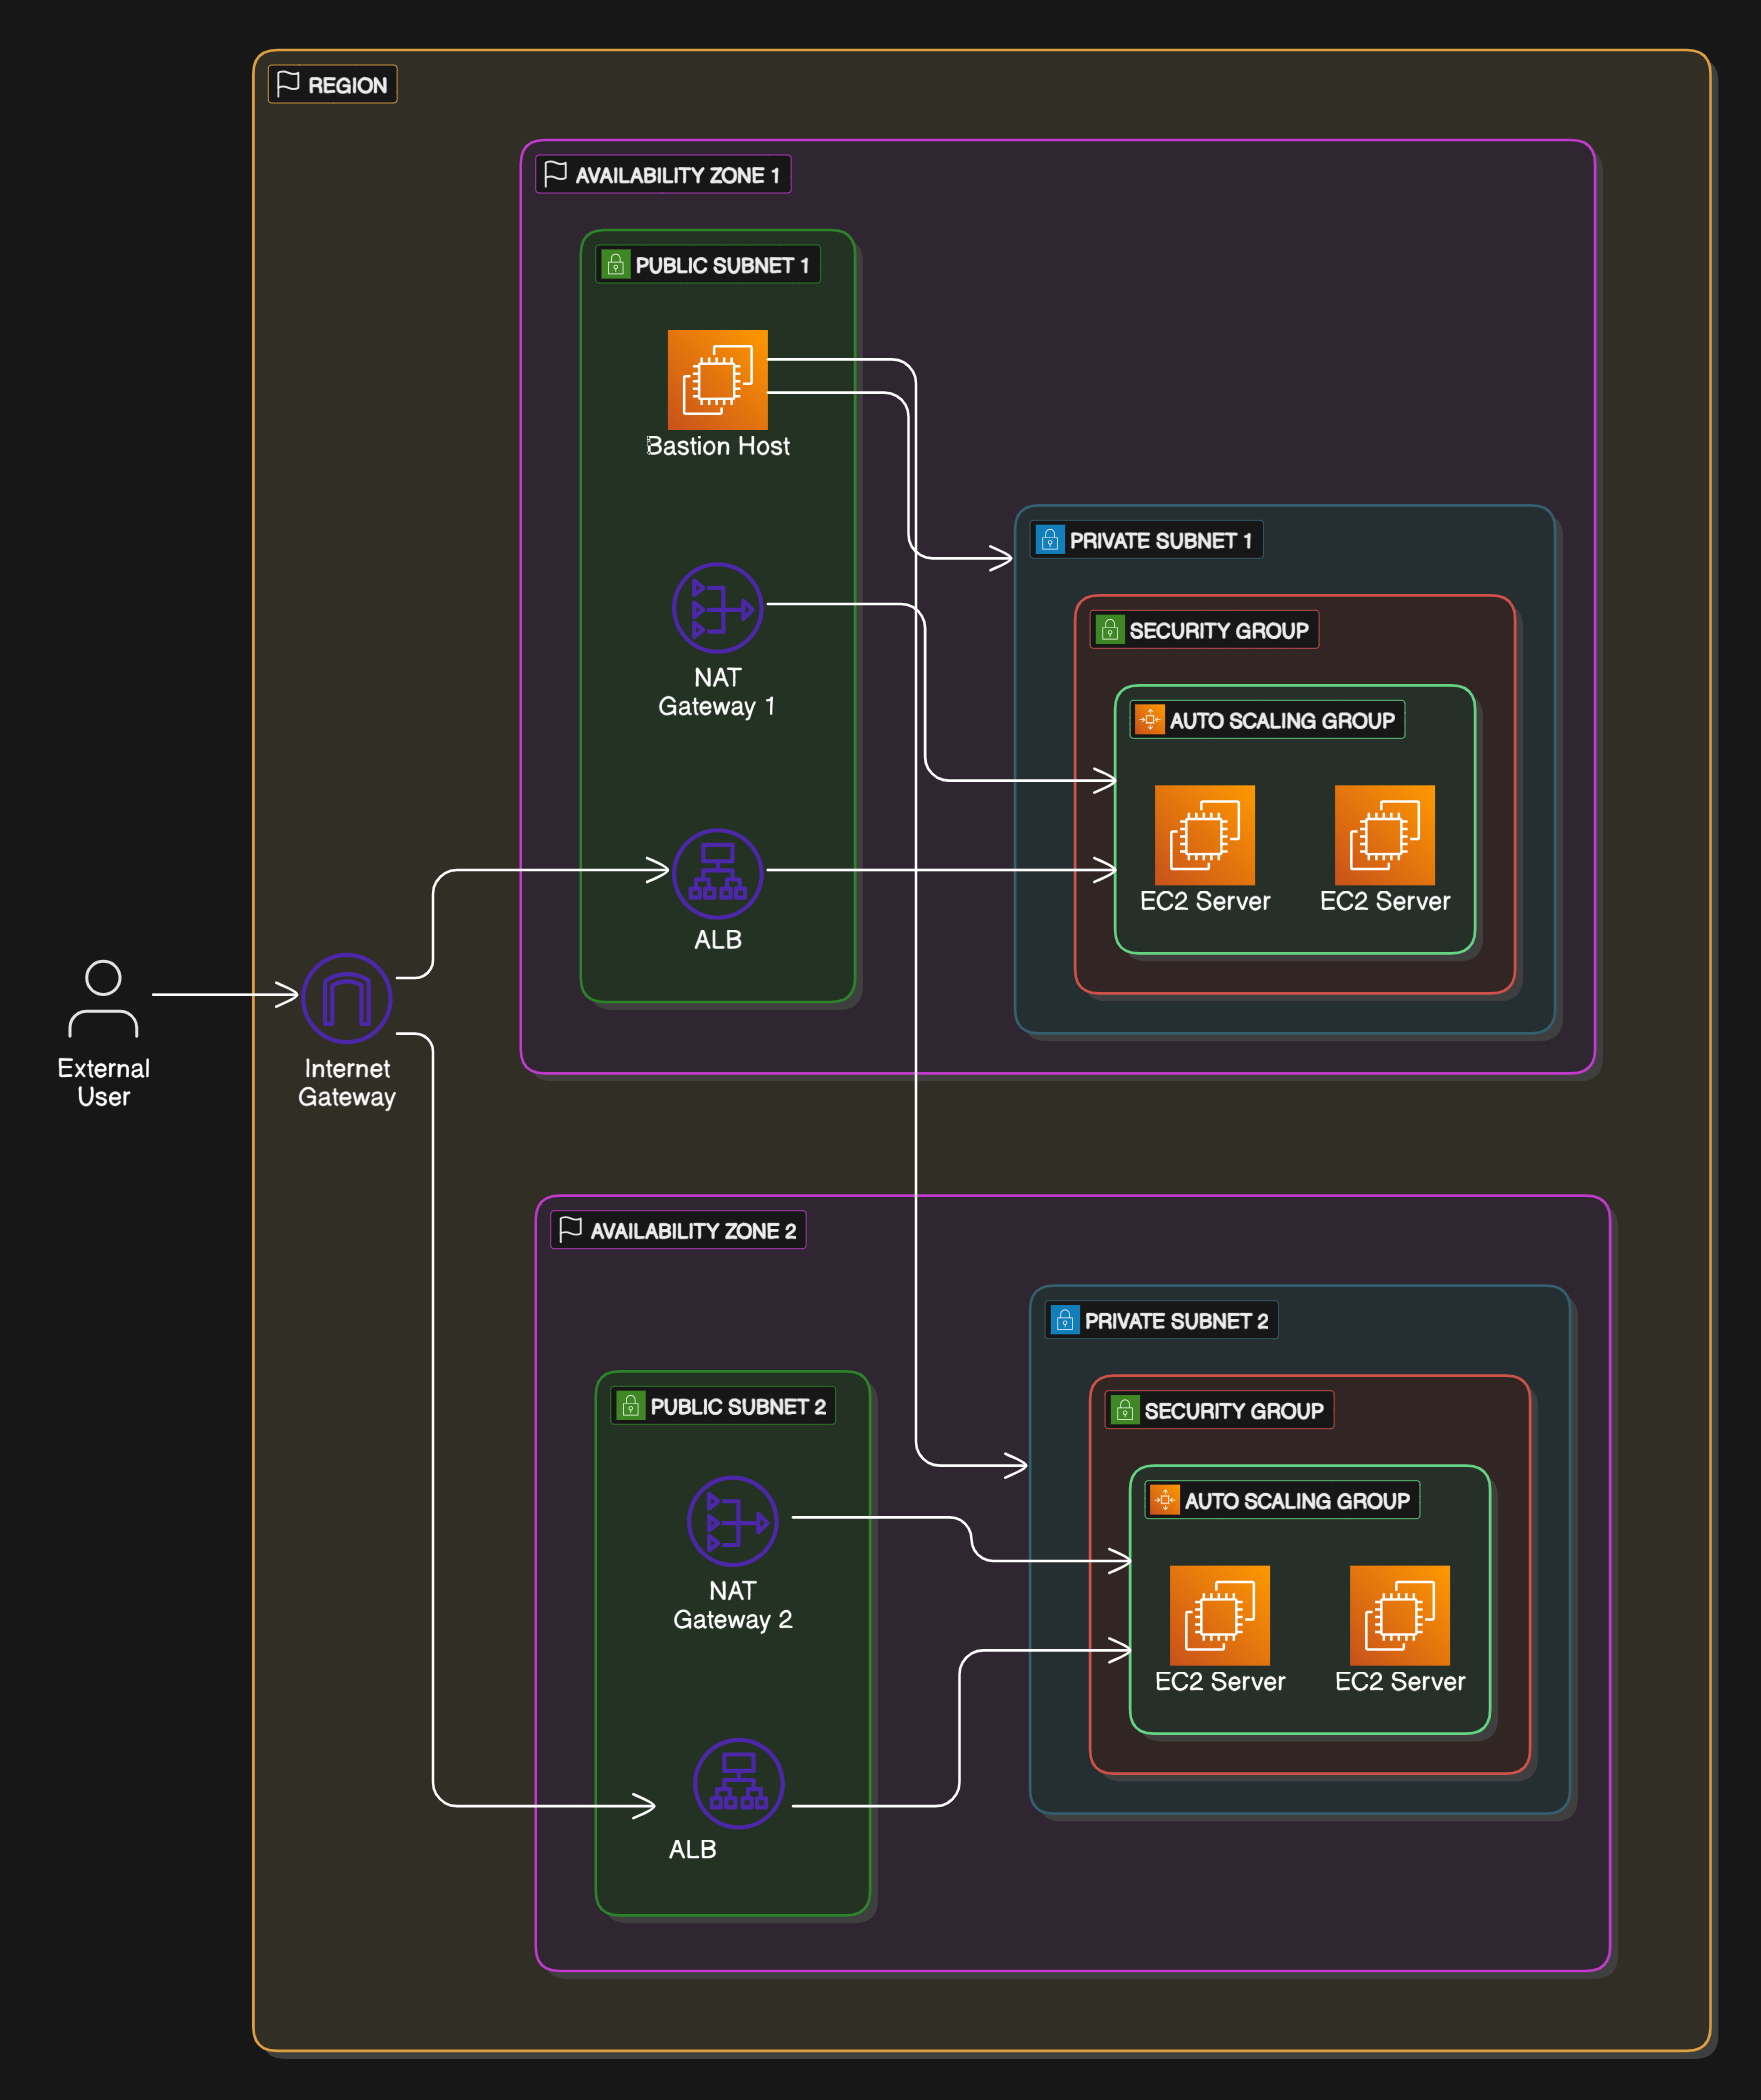 REGION
AVAILABILITY ZONE 1
PUBLIC SUBNET 1
Bastion Host
PRIVATE SUBNET 1
SECURITY GROUP
NAT
Gateway 1
AUTO SCALING GROUP
EC2 Server
EC2 Server
ALB
External
User
Internet
Gateway
AVAILABILITY ZONE 2
PRIVATE SUBNET 2
PUBLIC SUBNET 2
SECURITY GROUP
AUTO SCALING GROUP
NAT
Gateway 2
EC2 Server
EC2 Server
ALB